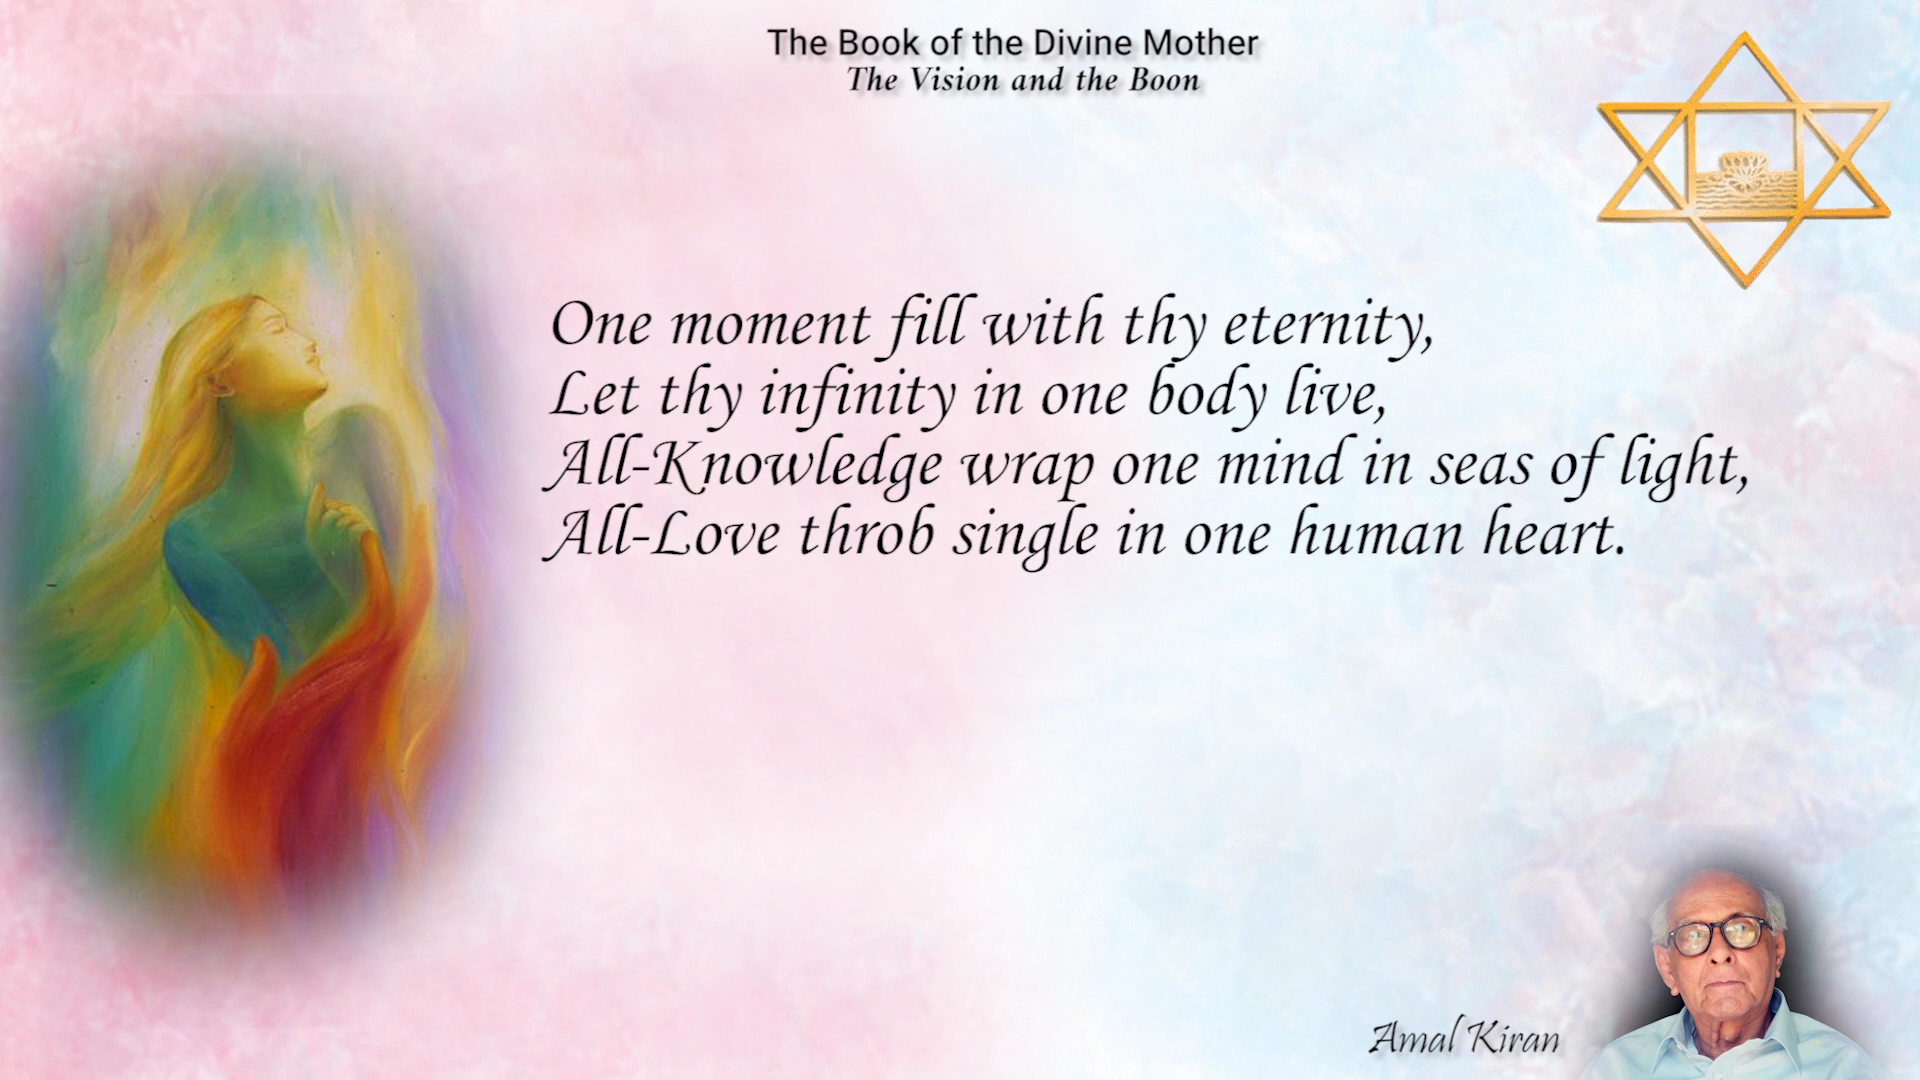 The Book of the Divine Mother
The Vision and the Boon
One moment fill with thy eternity,
Let thy infinity in one body live,
All-Knowledge wrap one mind in seas of light,
All-Love throb single in one human heart.
Amal Kiran